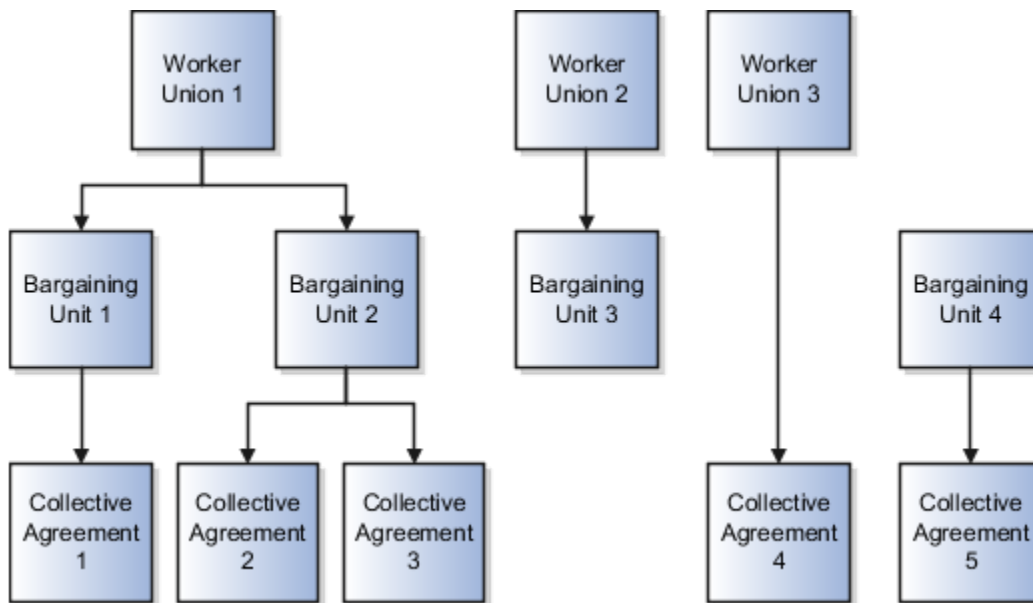 Worker
Union 1
Worker
Union 2
Worker
Union 3
Bargaining
Unit 1
Bargaining
Unit 2
Bargaining
Unit 3
Bargaining
Unit 4
Collective
Agreement
1
Collective
Agreement
2
Collective
Agreement
3
Collective
Agreement
4
Collective
Agreement
5